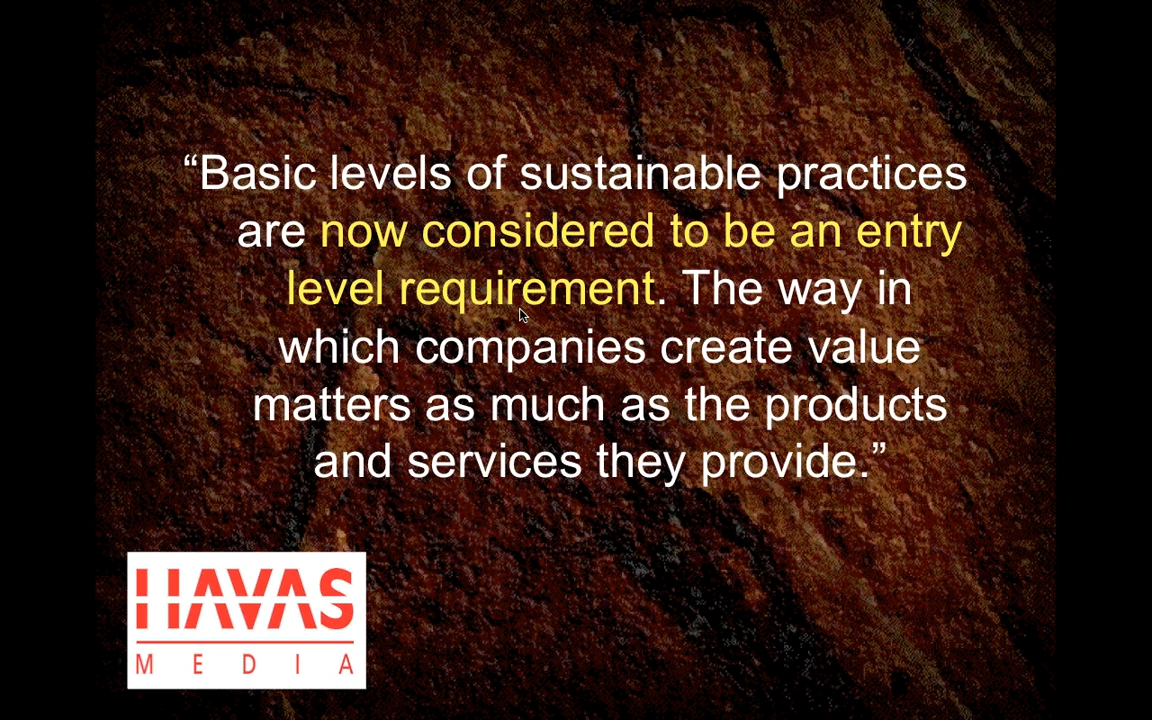 “Basic levels of sustainable practices
are now considered to be an entry
level requirement. The way in
which companies create value
matters as much as the products
and services they provide.”
HAVAS
MEDIA